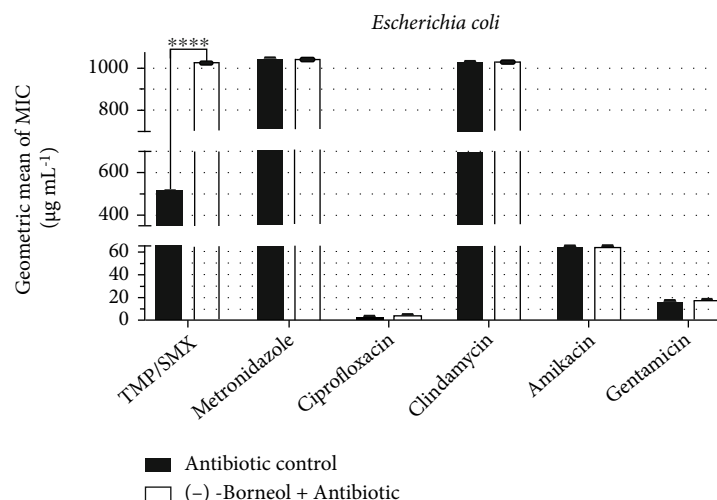 Escherichia coli
****
Geometric mean of MIC
(µg mL-1)
1000
800
600
400
60
40
20
0
TMP/SMX
Metronidazole
Ciprofloxacin
Clindamycin
Amikacin
Gentamicin
Antibiotic control
(–) -Borneol + Antibiotic